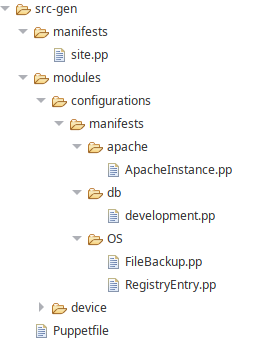 src-gen
manifests
site.pp
modules
configurations
manifests
apache
ApacheInstance.pp
db
development.pp
OS
FileBackup.pp
RegistryEntry.pp
device
Puppetfile